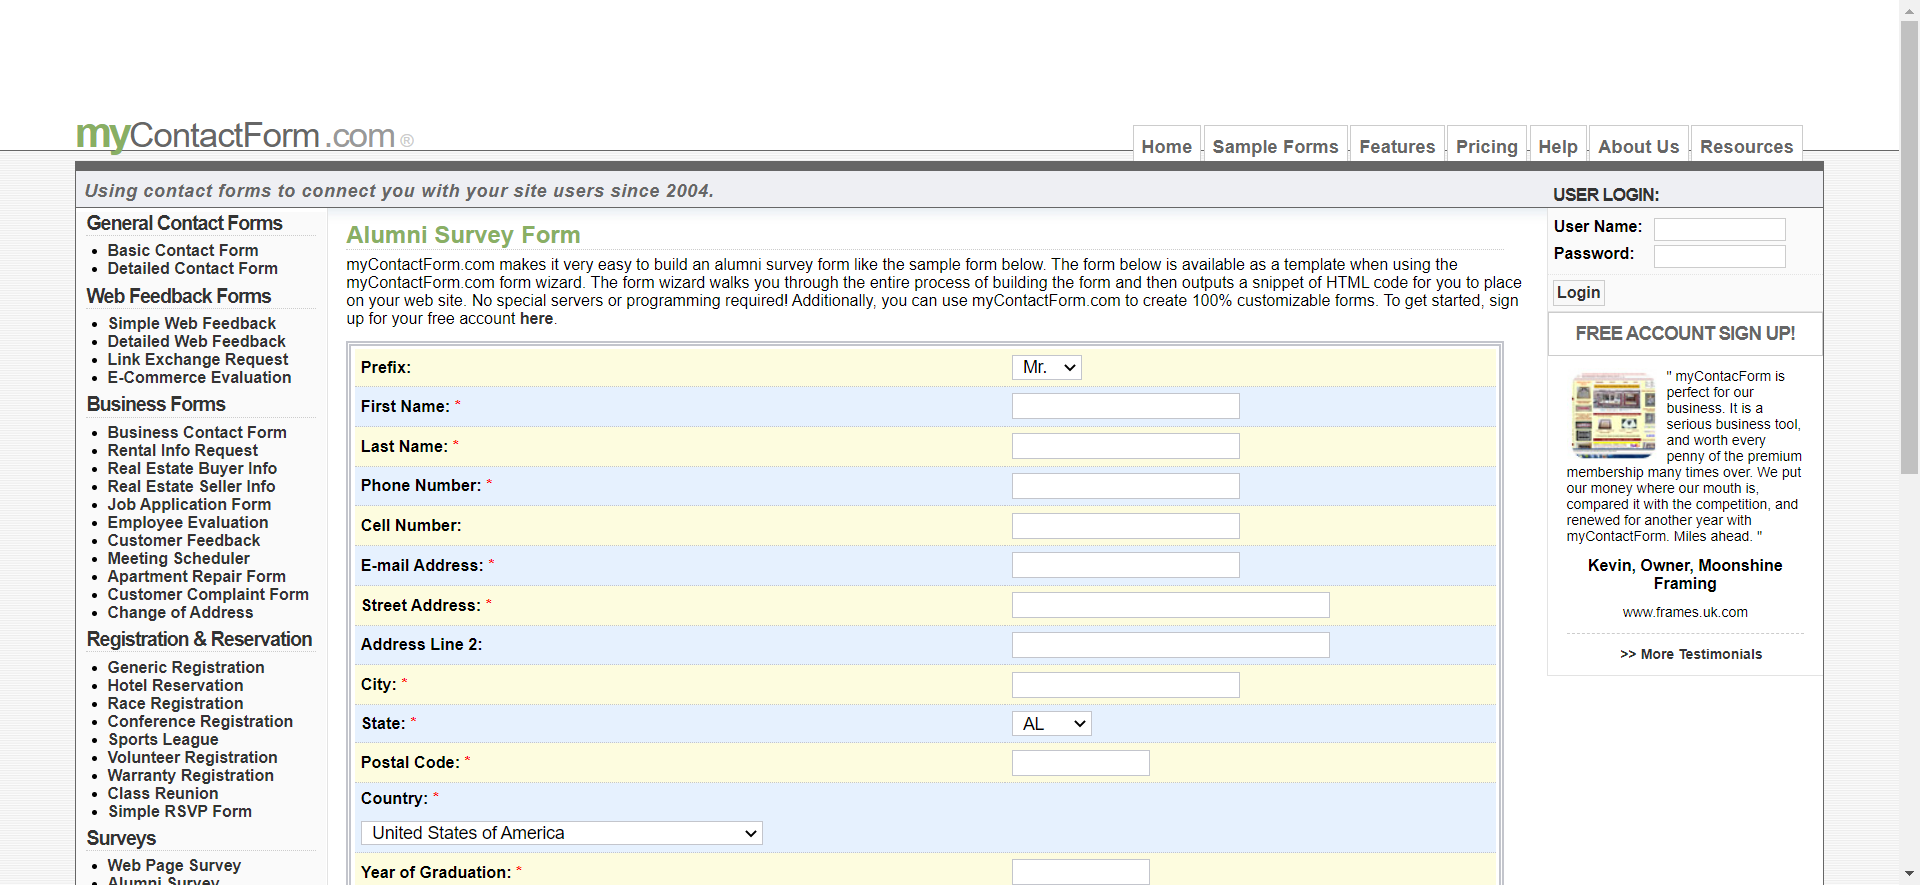 myContactForm.com®
Home
Sample Forms
Features
Pricing
Help
About Us
Resources
Using contact forms to connect you with your site users since 2004.
General Contact Forms
Basic Contact Form
Detailed Contact Form
Web Feedback Forms
Simple Web Feedback
Detailed Web Feedback
Link Exchange Request
E-Commerce Evaluation
Business Forms
Business Contact Form
Rental Info Request
Real Estate Buyer Info
Real Estate Seller Info
Job Application Form
Employee Evaluation
Customer Feedback
Meeting Scheduler
Apartment Repair Form
Customer Complaint Form
Change of Address
Registration & Reservation
Generic Registration
Hotel Reservation
Race Registration
Conference Registration
Sports League
Volunteer Registration
Warranty Registration
Class Reunion
Simple RSVP Form
Surveys
Web Page Survey
Alumni Survey
Alumni Survey Form
myContactForm.com makes it very easy to build an alumni survey form like the sample form below. The form below is available as a template when using the
myContactForm.com form wizard. The form wizard walks you through the entire process of building the form and then outputs a snippet of HTML code for you to place
on your web site. No special servers or programming required! Additionally, you can use myContactForm.com to create 100% customizable forms. To get started, sign
up for your free account here.
Prefix: Mr.
First Name: *
Last Name: *
Phone Number: *
Cell Number:
E-mail Address: *
Street Address: *
Address Line 2:
City: *
State: * AL
Postal Code: *
Country: *
United States of America
Year of Graduation: *
USER LOGIN:
User Name:
Password:
Login
FREE ACCOUNT SIGN UP!
" myContacForm is
perfect for our
business. It is a
serious business tool,
and worth every
penny of the premium
membership many times over. We put
our money where our mouth is,
compared it with the competition, and
renewed for another year with
myContactForm. Miles ahead. "
Kevin, Owner, Moonshine
Framing
www.frames.uk.com
>> More Testimonials